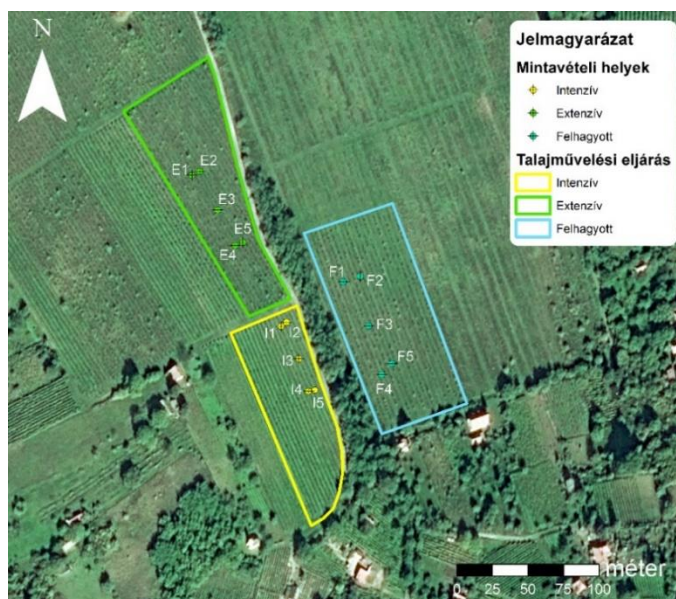 N
Jelmagyarázat
Mintavételi helyek
Intenzív
Extenzív
Felhagyott
Talajművelési eljárás
Intenzív
Extenzív
Felhagyott
E1 E2
E3
E5
E4
F1 F2
F3
F5
F4
I1 I2
I3
I4 I5
méter
0 25 50 100